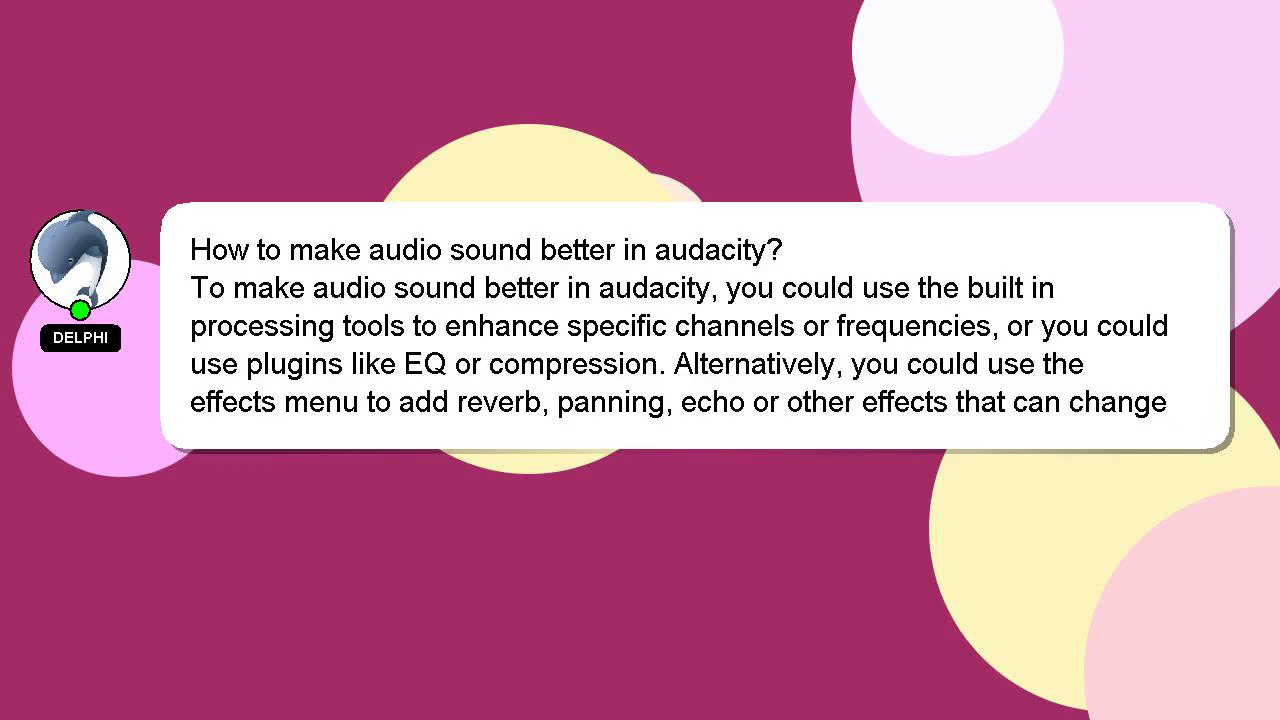 How to make audio sound better in audacity?
To make audio sound better in audacity, you could use the built in
processing tools to enhance specific channels or frequencies, or you could
use plugins like EQ or compression. Alternatively, you could use the
effects menu to add reverb, panning, echo or other effects that can change
DELPHI